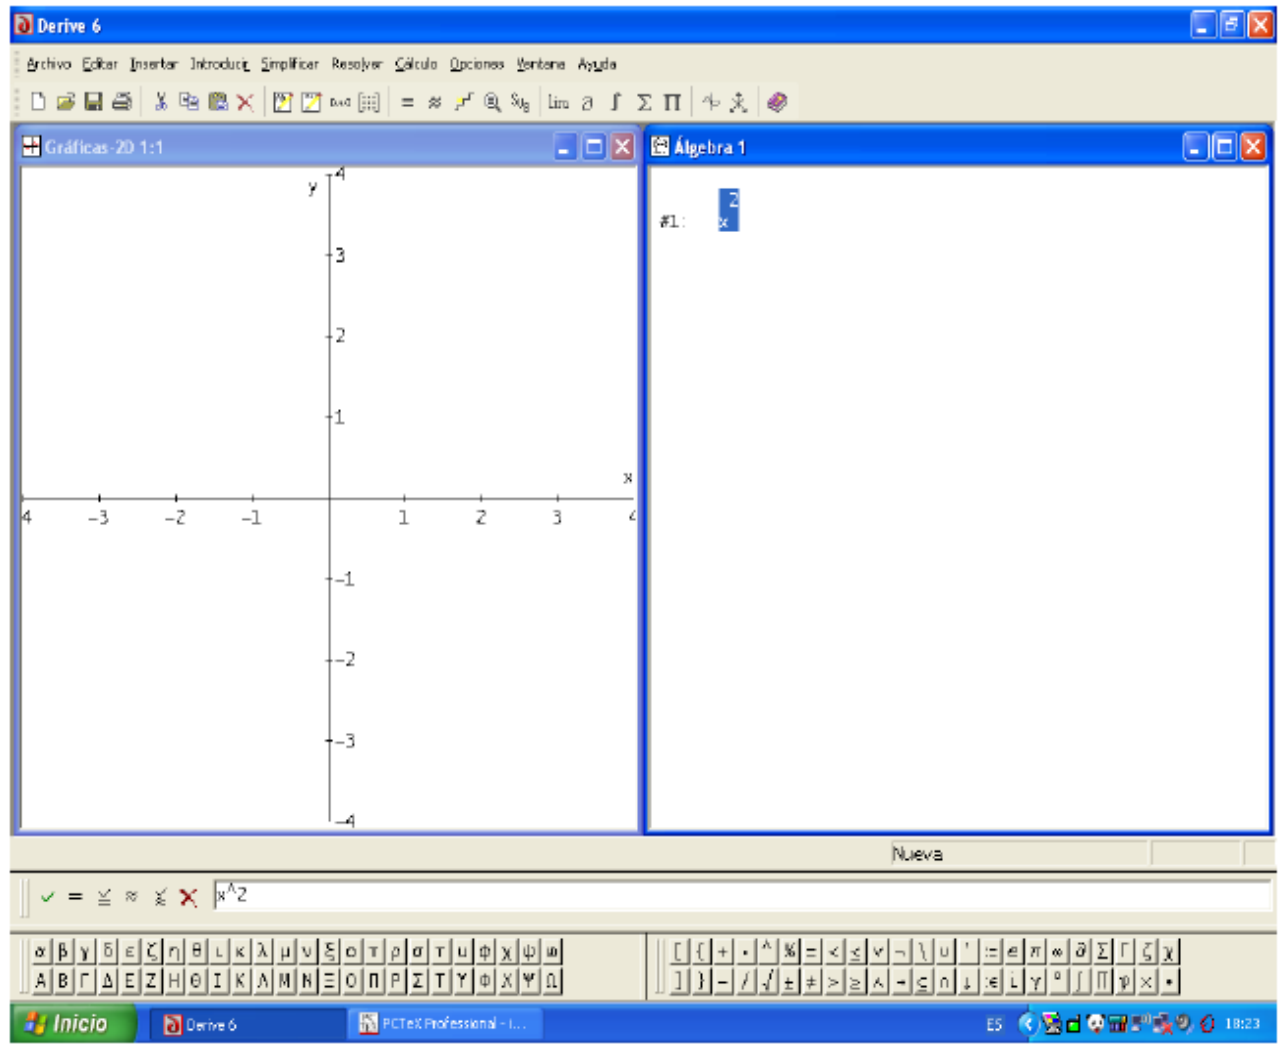 Derive 6
Archivo Editar Insertar Introducir Simplificar Resolver Cálculo Opciones Ventana Ayuda
= ≈ Lim ∂ ∫ Σ Π
Gráficas-2D 1:1
Álgebra 1
y
4
3
2
1
x
4 -3 -2 -1 1 2 3 4
-1
-2
-3
-4
#1: x^2
Nueva
x^2
α β γ δ ε ζ η θ ι κ λ μ ν ξ ο π ρ σ τ υ φ χ ψ ω
Α Β Γ Δ Ε Ζ Η Θ Ι Κ Λ Μ Ν Ξ Ο Π Ρ Σ Τ Υ Φ Χ Ψ Ω
[ { + · ^ % = < ≤ ∨ ¬ \ ∪ ' := ∈ π ∞ ∂ Σ Γ ζ χ
] } - / √ ± ≠ > ≥ ∧ → ⊆ ∩ ↓ γ ° ∫ Π ×
Inicio
Derive 6
PCTeX Professional - 
ES
18:23